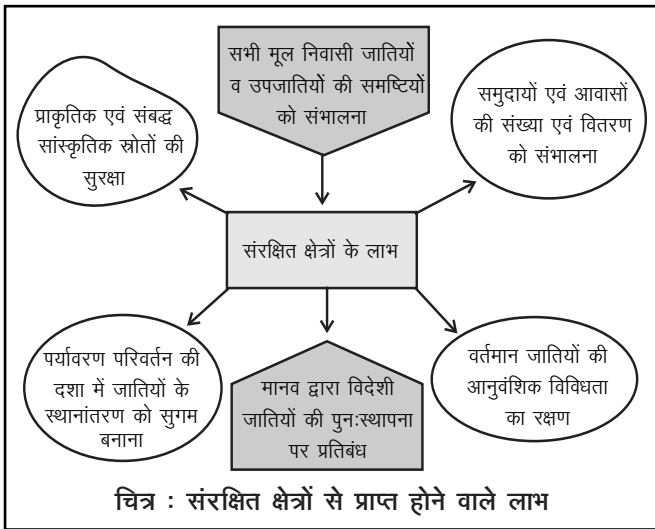 सभी मूल निवासी जातियों
व उपजातियों की समष्टियों
को संभालना
प्राकृतिक एवं संबद्ध
सांस्कृतिक स्रोतों की
सुरक्षा
समुदायों एवं आवासों
की संख्या एवं वितरण
को संभालना
संरक्षित क्षेत्रों के लाभ
पर्यावरण परिवर्तन की
दशा में जातियों के
स्थानांतरण को सुगम
बनाना
मानव द्वारा विदेशी
जातियों की पुनःस्थापना
पर प्रतिबंध
वर्तमान जातियों की
आनुवंशिक विविधता
का रक्षण
चित्र : संरक्षित क्षेत्रों से प्राप्त होने वाले लाभ